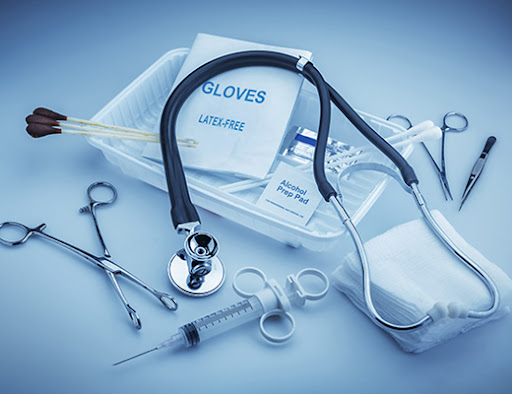 GLOVES
LATEX-FREE
Alcohol
Prep Pad